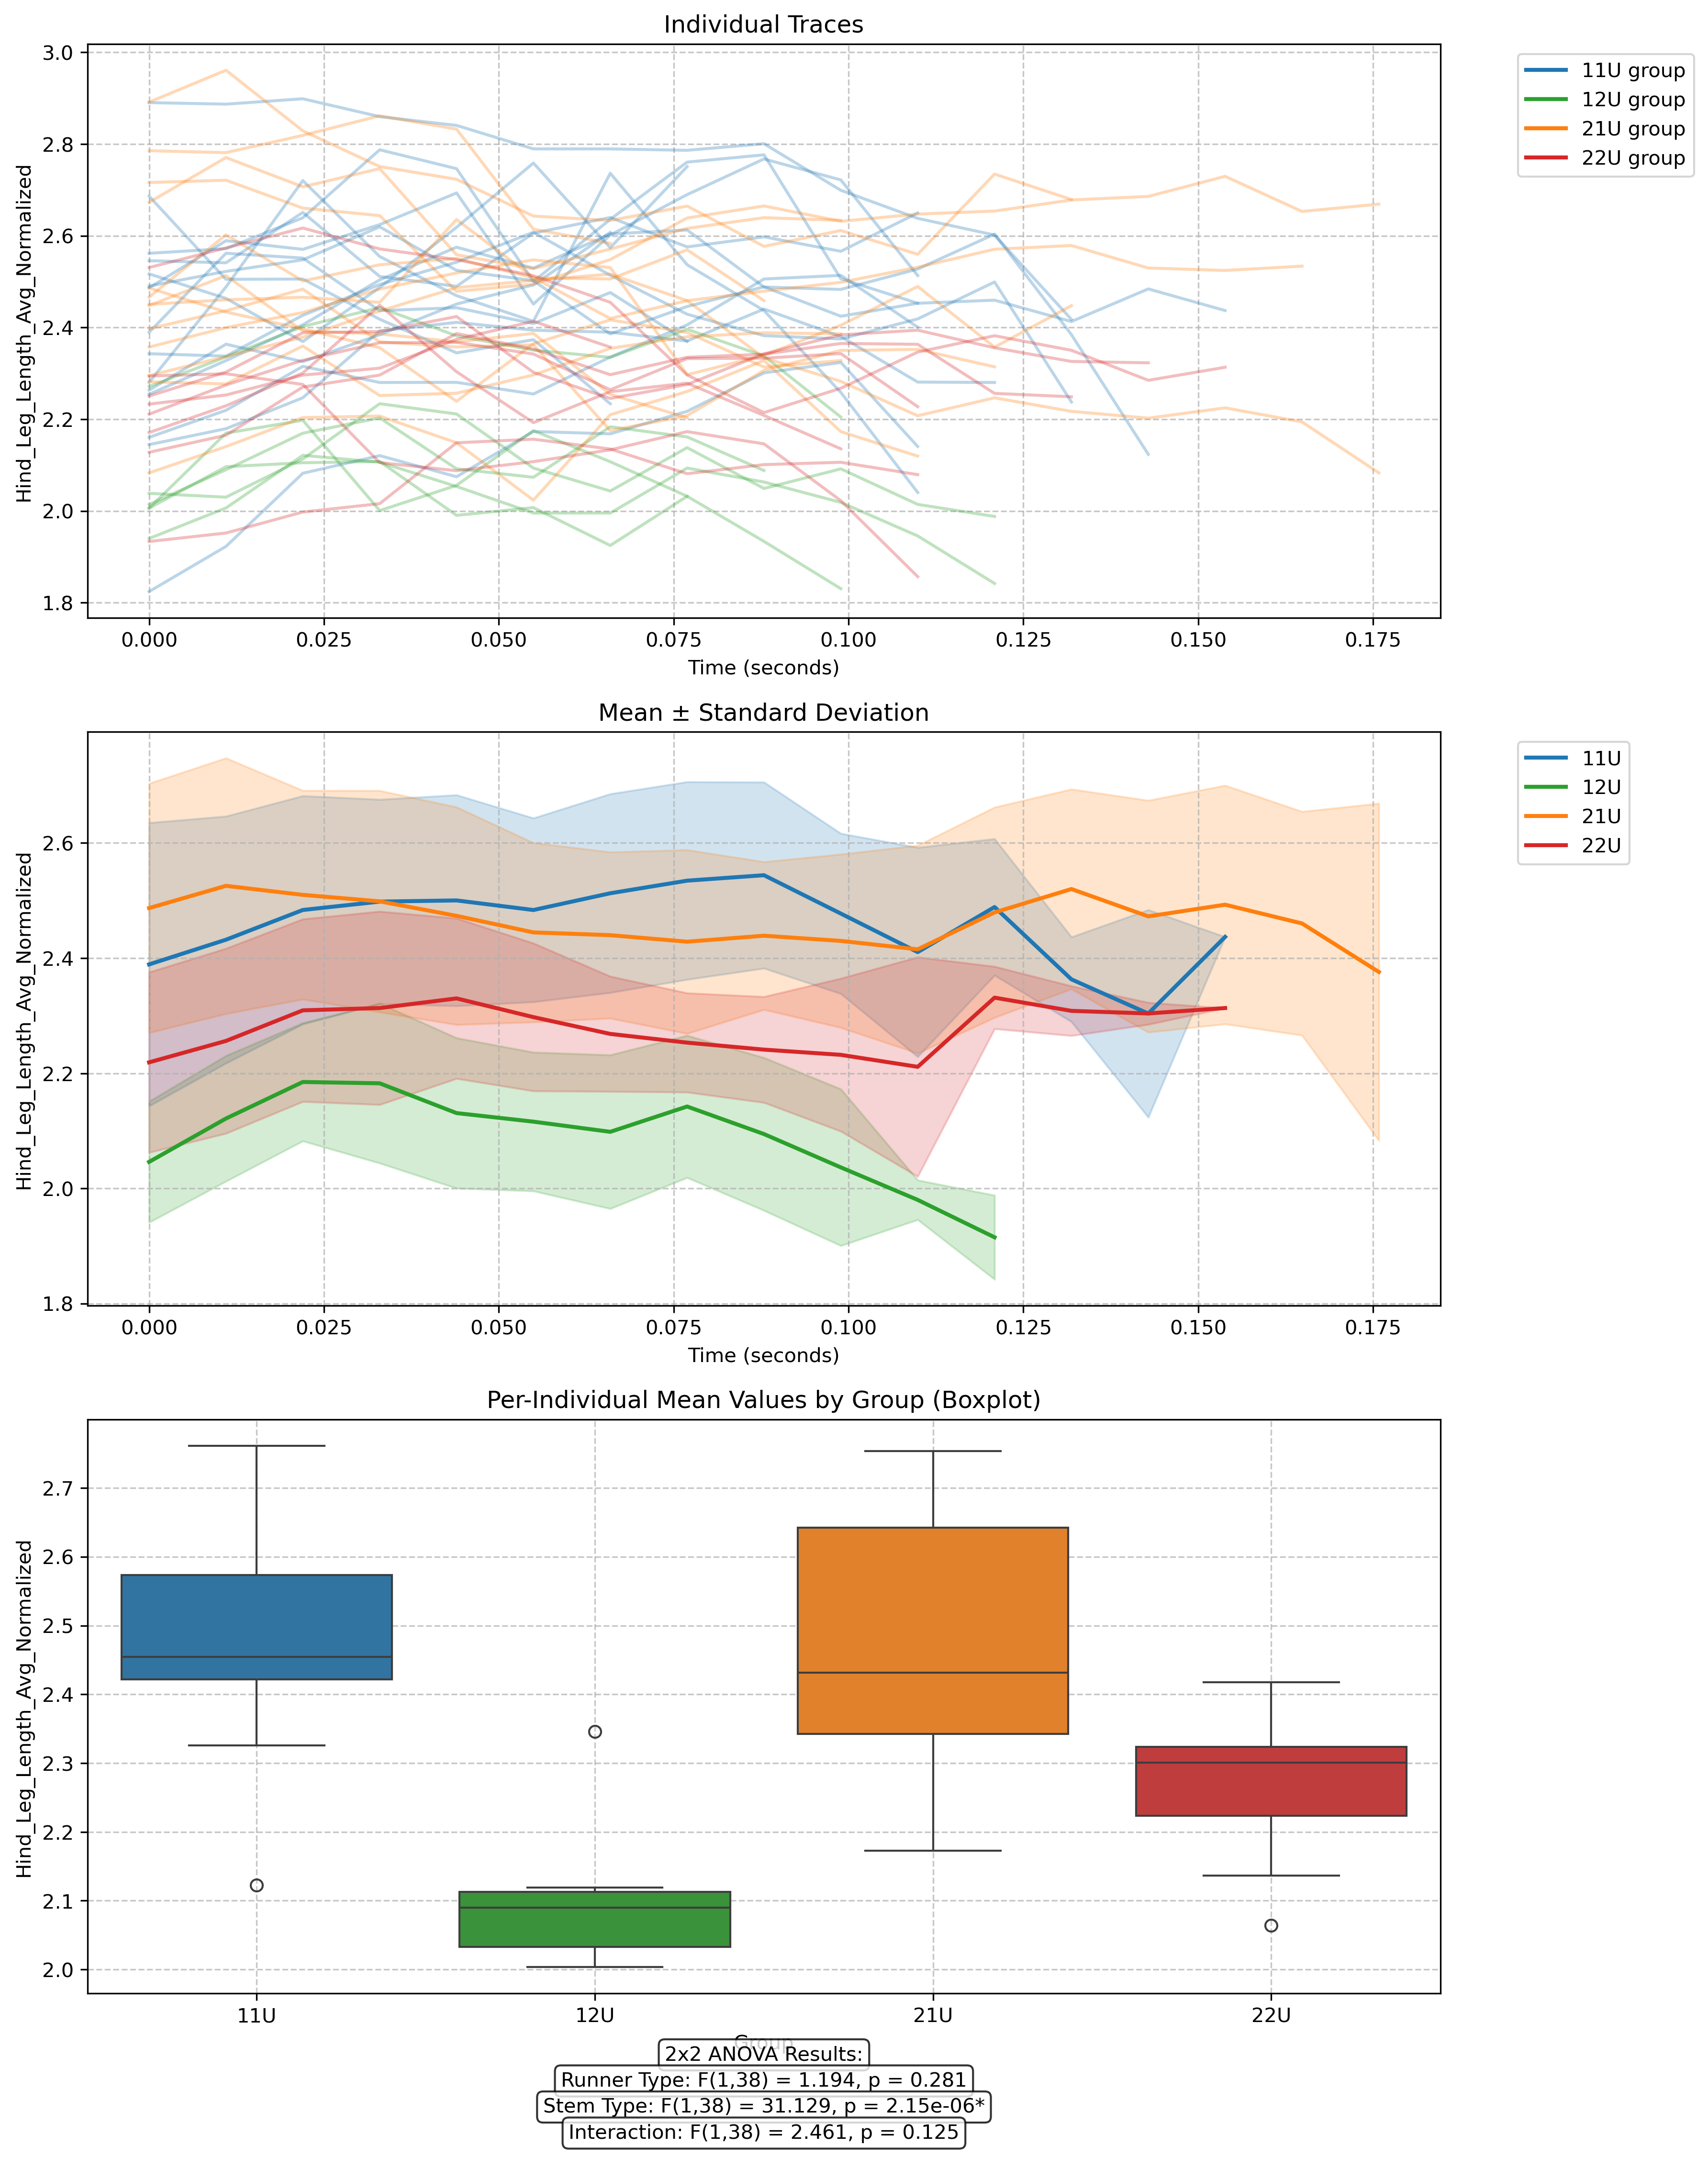 Individual Traces
Hind_Leg_Length_Avg_Normalized
3.0
2.8
2.6
2.4
2.2
2.0
1.8
0.000 0.025 0.050 0.075 0.100 0.125 0.150 0.175
Time (seconds)
11U group
12U group
21U group
22U group
Mean ± Standard Deviation
Hind_Leg_Length_Avg_Normalized
2.6
2.4
2.2
2.0
1.8
0.000 0.025 0.050 0.075 0.100 0.125 0.150 0.175
Time (seconds)
11U
12U
21U
22U
Per-Individual Mean Values by Group (Boxplot)
Hind_Leg_Length_Avg_Normalized
2.7
2.6
2.5
2.4
2.3
2.2
2.1
2.0
11U 12U 21U 22U
Group
2x2 ANOVA Results:
Runner Type: F(1,38) = 1.194, p = 0.281
Stem Type: F(1,38) = 31.129, p = 2.15e-06*
Interaction: F(1,38) = 2.461, p = 0.125